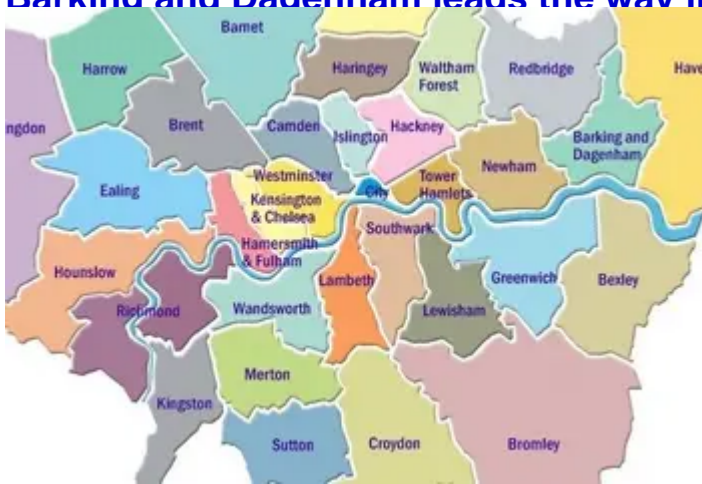 Barking and Dagenham leads the way i
Barnet
Harrow
Haringey
Waltham
Forest
Redbridge
Have
ngdon
Brent
Camden
Islington
Hackney
Barking and
Dagenham
Newham
Ealing
Westminster
Kensington
& Chelsea
City
Tower
Hamlets
Southwark
Hamersmith
& Fulham
Hounslow
Lambeth
Greenwich
Bexley
Richmond
Wandsworth
Lewisham
Merton
Kingston
Sutton
Croydon
Bromley